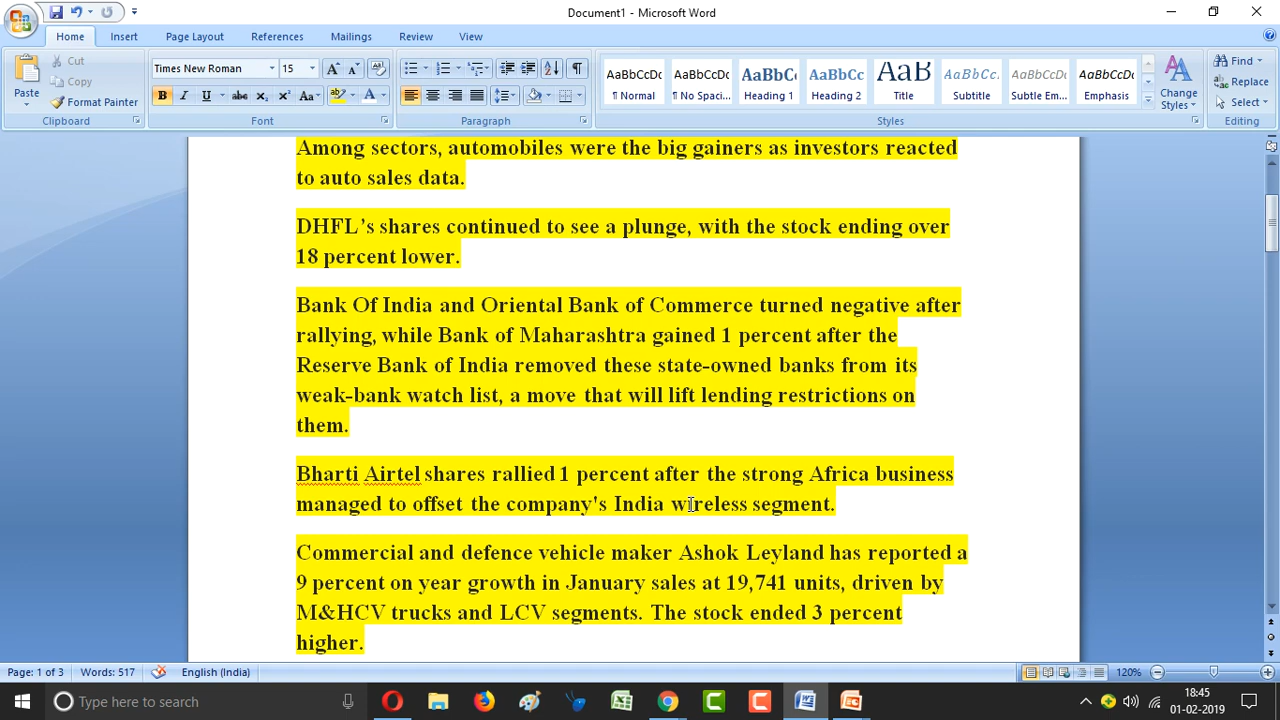 Document1 - Microsoft Word
Home Insert Page Layout References Mailings Review View
Paste
Cut
Copy
Format Painter
Clipboard
Times New Roman 15
Font
Paragraph
AaBbCcDc AaBbCcDc AaBbCc AaBbCc AaB AaBbCc. AaBbCcDc AaBbCcDc
¶ Normal ¶ No Spaci... Heading 1 Heading 2 Title Subtitle Subtle Em... Emphasis
Styles
Change
Styles
Find
Replace
Select
Editing
Among sectors, automobiles were the big gainers as investors reacted
to auto sales data.
DHFL’s shares continued to see a plunge, with the stock ending over
18 percent lower.
Bank Of India and Oriental Bank of Commerce turned negative after
rallying, while Bank of Maharashtra gained 1 percent after the
Reserve Bank of India removed these state-owned banks from its
weak-bank watch list, a move that will lift lending restrictions on
them.
Bharti Airtel shares rallied 1 percent after the strong Africa business
managed to offset the company's India wireless segment.
Commercial and defence vehicle maker Ashok Leyland has reported a
9 percent on year growth in January sales at 19,741 units, driven by
M&HCV trucks and LCV segments. The stock ended 3 percent
higher.
Page: 1 of 3 Words: 517 English (India) 120%
Type here to search
18:45
01-02-2019